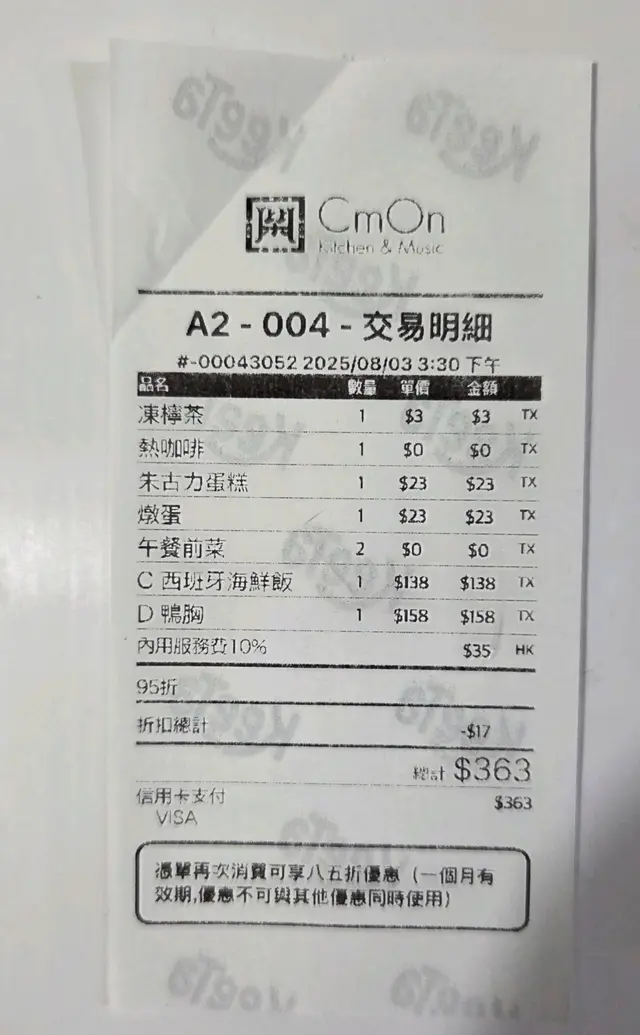 開 CmOn
Kitchen & Music
A2 - 004 - 交易明細
#-00043052 2025/08/03 3:30 下午
品名 數量 單價 金額
凍檸茶 1 $3 $3 TX
熱咖啡 1 $0 $0 TX
朱古力蛋糕 1 $23 $23 TX
燉蛋 1 $23 $23 TX
午餐前菜 2 $0 $0 TX
C 西班牙海鮮飯 1 $138 $138 TX
D 鴨胸 1 $158 $158 TX
內用服務費10% $35 HK
95折
折扣總計 -$17
總計 $363
信用卡支付 $363
VISA
憑單再次消費可享八五折優惠（一個月有
效期,優惠不可與其他優惠同時使用）